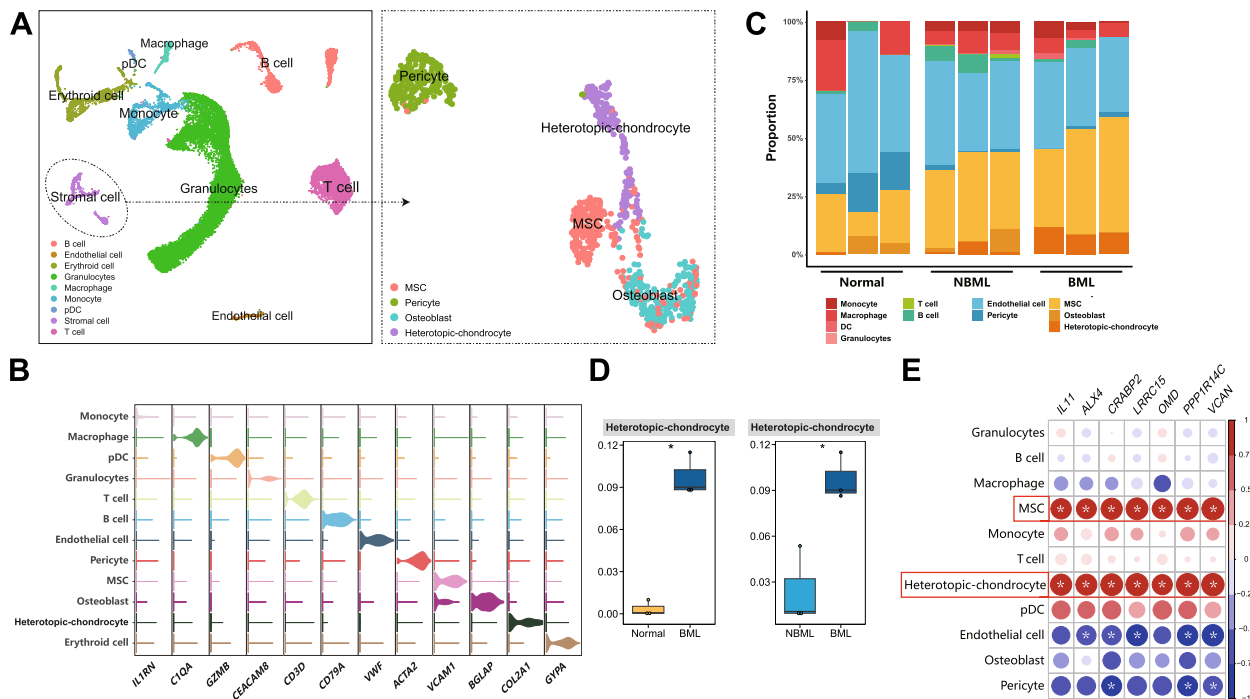 A
Macrophage
pDC
B cell
Erythroid cell
Monocyte
Stromal cell
Granulocytes
T cell
Endothelial cell
B cell
Endothelial cell
Erythroid cell
Granulocytes
Macrophage
Monocyte
pDC
Stromal cell
T cell
Pericyte
Heterotopic-chondrocyte
MSC
Osteoblast
MSC
Pericyte
Osteoblast
Heterotopic-chondrocyte
C
Proportion
100%
75%
50%
25%
0%
Normal NBML BML
Monocyte
Macrophage
DC
Granulocytes
T cell
B cell
Endothelial cell
Pericyte
MSC
Osteoblast
Heterotopic-chondrocyte
B
Monocyte
Macrophage
pDC
Granulocytes
T cell
B cell
Endothelial cell
Pericyte
MSC
Osteoblast
Heterotopic-chondrocyte
Erythroid cell
IL1RN C1QA GZMB CEACAM8 CD3D CD79A VWF ACTA2 VCAM1 BGLAP COL2A1 GYPA
D
Heterotopic-chondrocyte
*
0.12
0.09
0.06
0.03
0.00
Normal BML
Heterotopic-chondrocyte
*
0.12
0.09
0.06
0.03
NBML BML
E
IL11 ALX4 CRABP2 LRRC15 OMD PPP1R14C VCAN
Granulocytes
B cell
Macrophage
MSC * * * * * * *
Monocyte
T cell
Heterotopic-chondrocyte * * * * * * *
pDC
Endothelial cell * * * * *
Osteoblast
Pericyte * * *
1